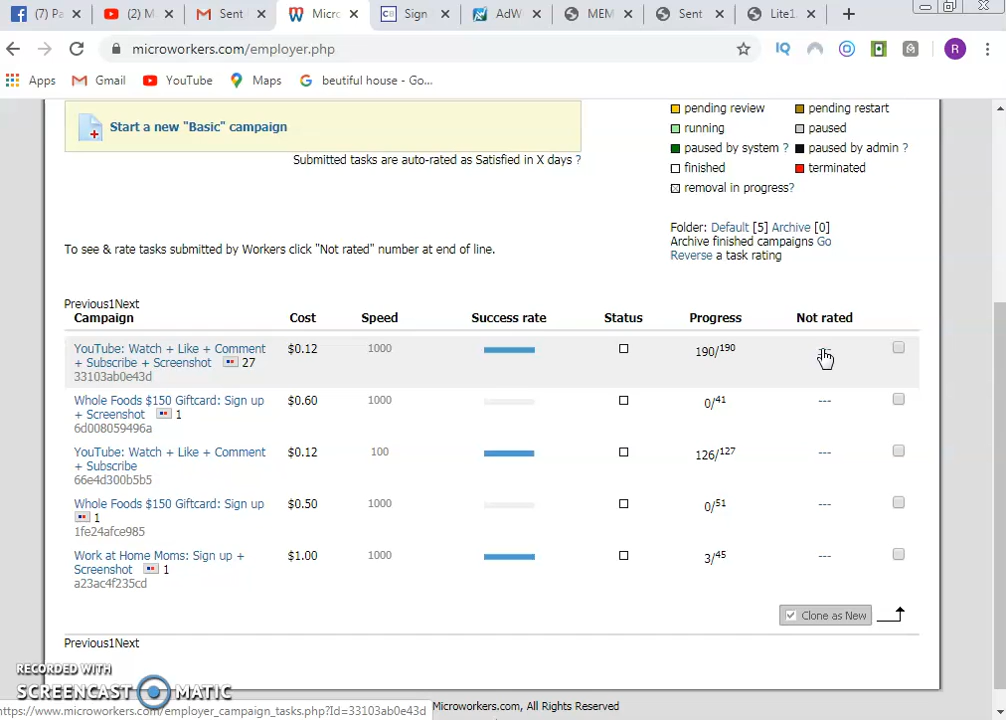 (7) Pa
(2) M
Sent
Micro
Sign
AdW
MEM
Sent
Lite1
microworkers.com/employer.php
R
Apps
Gmail
YouTube
Maps
beutiful house - Go...
Start a new "Basic" campaign
Submitted tasks are auto-rated as Satisfied in X days ?
pending review
pending restart
running
paused
paused by system ?
paused by admin ?
finished
terminated
removal in progress?
To see & rate tasks submitted by Workers click "Not rated" number at end of line.
Folder: Default [5] Archive [0]
Archive finished campaigns Go
Reverse a task rating
Previous1Next
Campaign Cost Speed Success rate Status Progress Not rated
YouTube: Watch + Like + Comment $0.12 1000 190/190 ---
+ Subscribe + Screenshot 27
33103ab0e43d
Whole Foods $150 Giftcard: Sign up $0.60 1000 0/41 ---
+ Screenshot 1
6d008059496a
YouTube: Watch + Like + Comment $0.12 100 126/127 ---
+ Subscribe
66e4d300b5b5
Whole Foods $150 Giftcard: Sign up $0.50 1000 0/51 ---
1
1fe24afce985
Work at Home Moms: Sign up + $1.00 1000 3/45 ---
Screenshot 1
a23ac4f235cd
Clone as New
Previous1Next
RECORDED WITH
SCREENCAST MATIC
https://www.microworkers.com/employer_campaign_tasks.php?Id=33103ab0e43d
Microworkers.com, All Rights Reserved